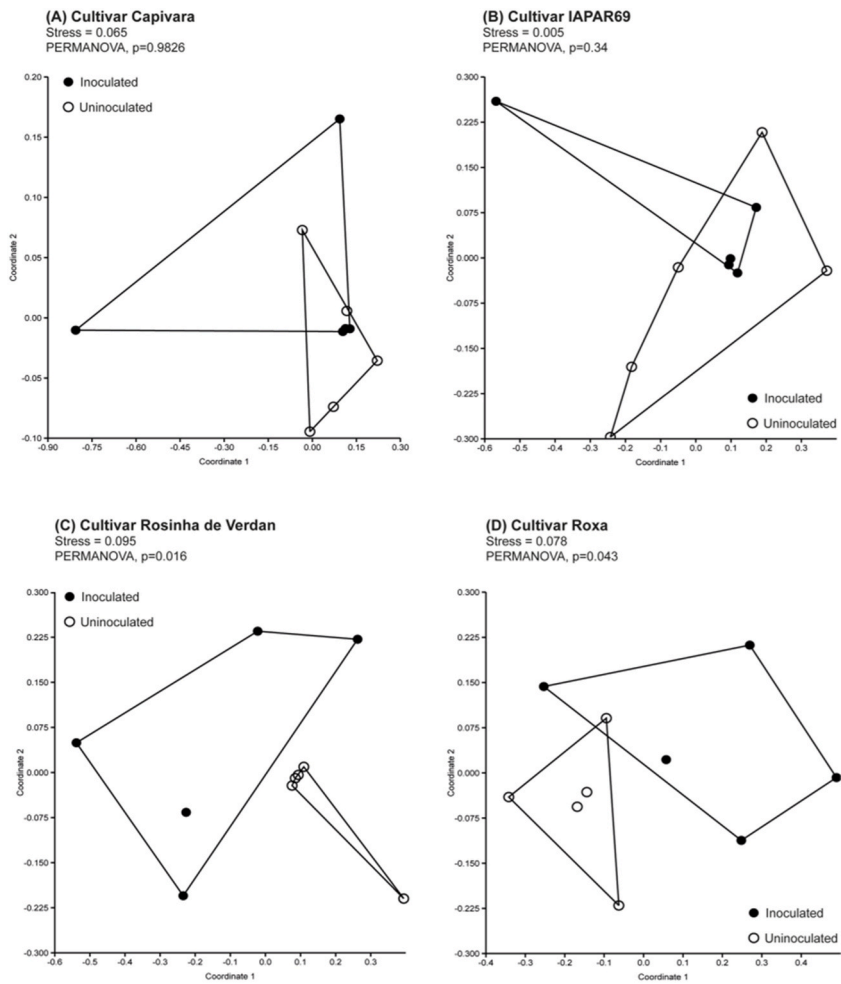 (A) Cultivar Capivara
Stress = 0.065
PERMANOVA, p=0.9826
Inoculated
Uninoculated
0.20
0.15
0.10
0.05
0.00
-0.05
-0.10
Coordinate 2
-0.90 -0.75 -0.60 -0.45 -0.30 -0.15 0.00 0.15 0.30
Coordinate 1
(B) Cultivar IAPAR69
Stress = 0.005
PERMANOVA, p=0.34
0.300
0.225
0.150
0.075
0.000
-0.075
-0.150
-0.225
-0.300
Coordinate 2
Inoculated
Uninoculated
-0.6 -0.5 -0.4 -0.3 -0.2 -0.1 0.0 0.1 0.2 0.3
Coordinate 1
(C) Cultivar Rosinha de Verdan
Stress = 0.095
PERMANOVA, p=0.016
Inoculated
Uninoculated
0.300
0.225
0.150
0.075
0.000
-0.075
-0.150
-0.225
-0.300
Coordinate 2
-0.6 -0.5 -0.4 -0.3 -0.2 -0.1 0.0 0.1 0.2 0.3
Coordinate 1
(D) Cultivar Roxa
Stress = 0.078
PERMANOVA, p=0.043
0.300
0.225
0.150
0.075
0.000
-0.075
-0.150
-0.225
-0.300
Coordinate 2
Inoculated
Uninoculated
-0.4 -0.3 -0.2 -0.1 0.0 0.1 0.2 0.3 0.4
Coordinate 1